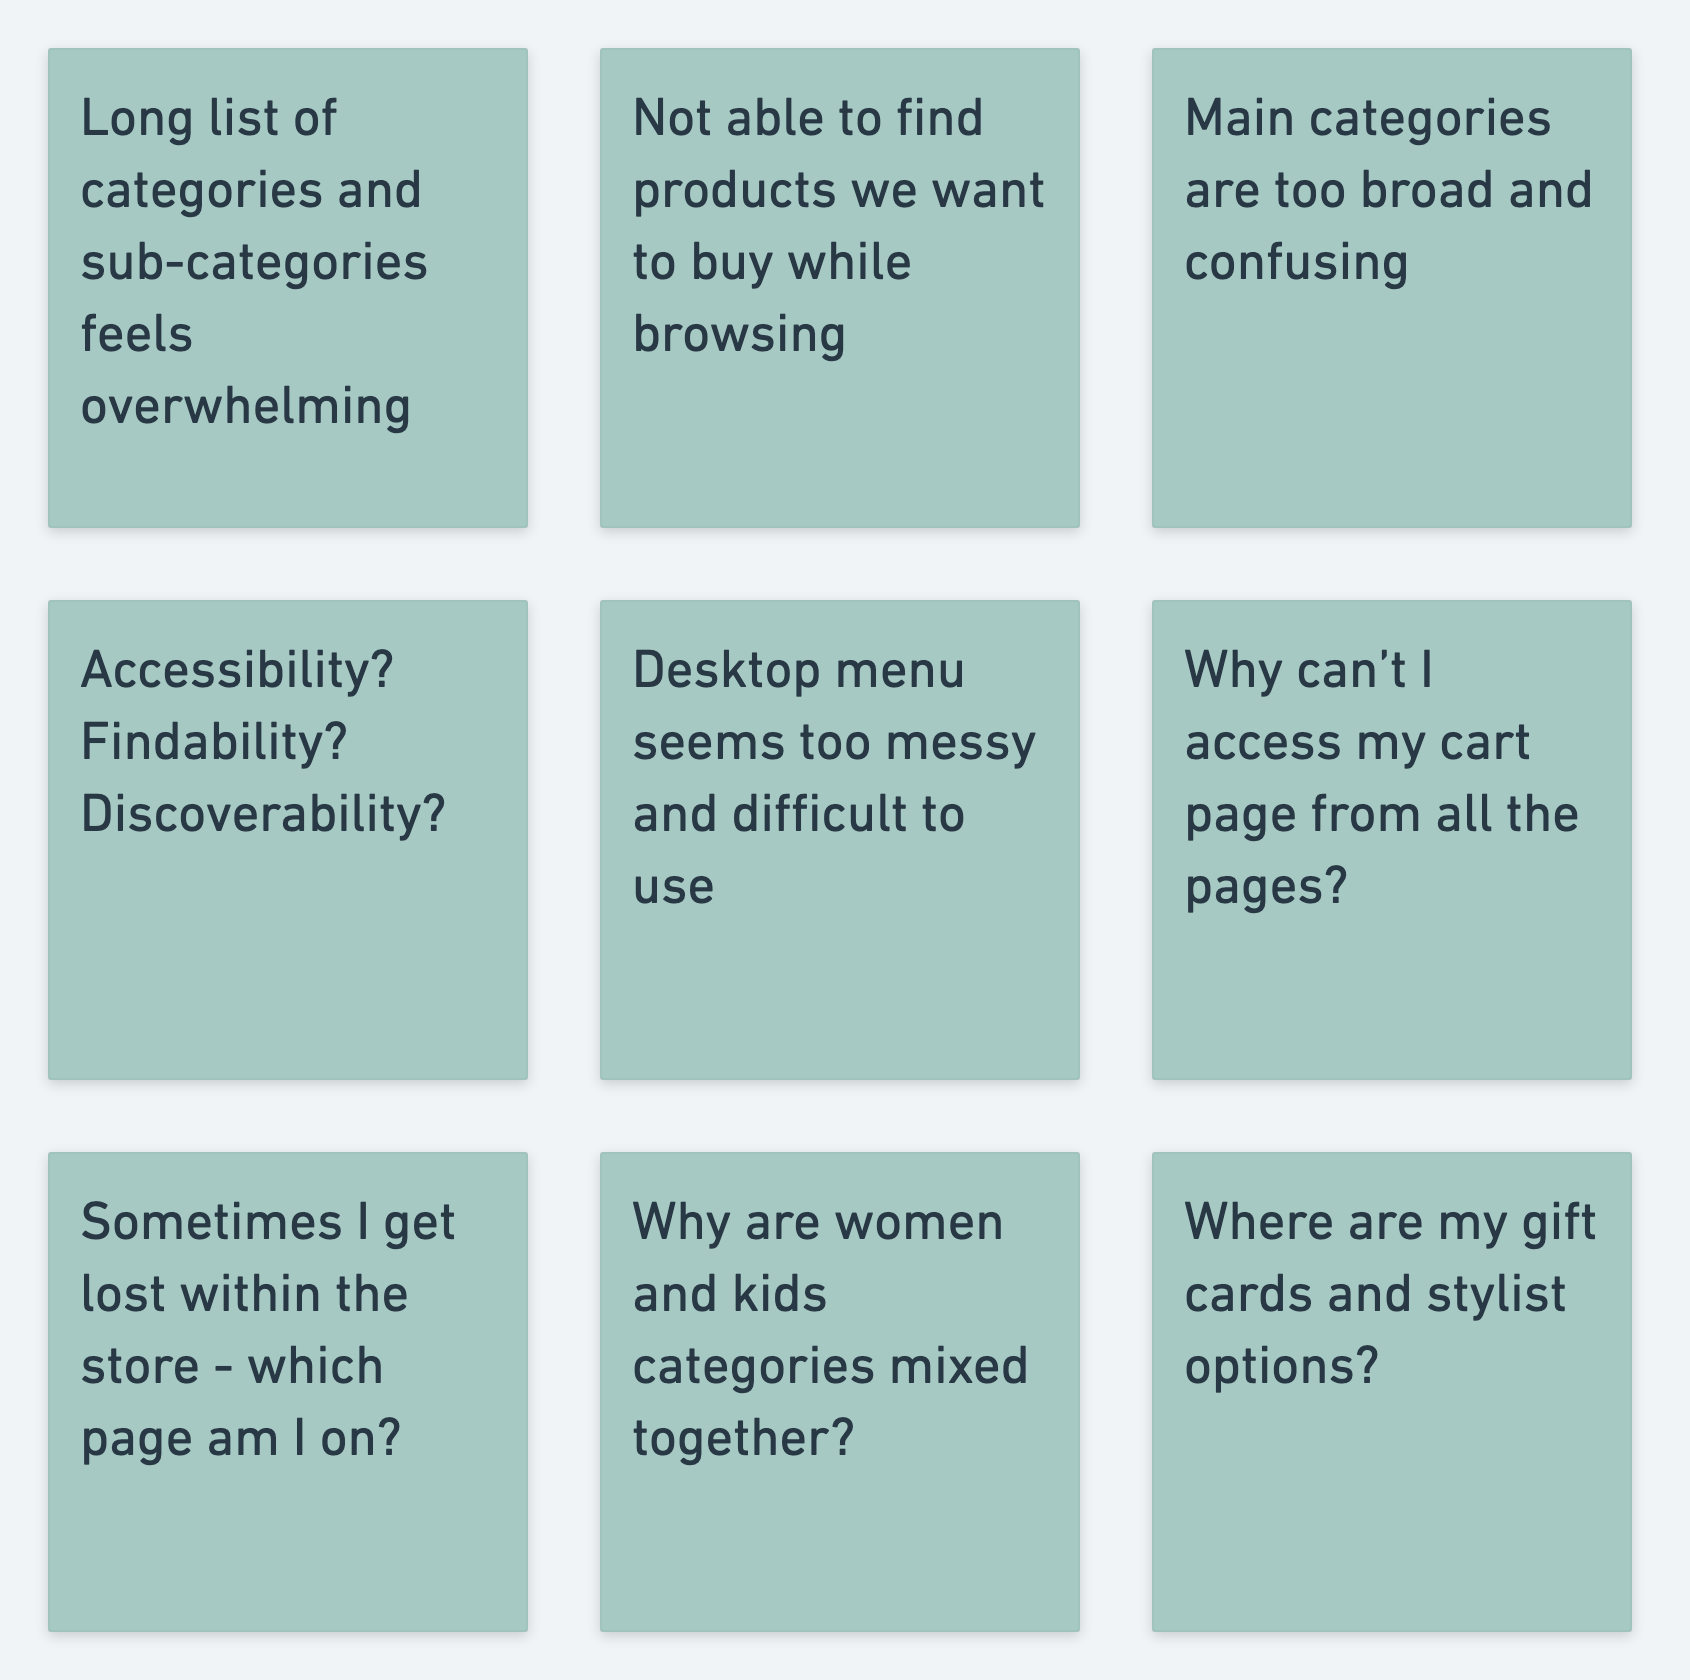 Long list of
categories and
sub-categories
feels
overwhelming
Not able to find
products we want
to buy while
browsing
Main categories
are too broad and
confusing
Accessibility?
Findability?
Discoverability?
Desktop menu
seems too messy
and difficult to
use
Why can’t I
access my cart
page from all the
pages?
Sometimes I get
lost within the
store - which
page am I on?
Why are women
and kids
categories mixed
together?
Where are my gift
cards and stylist
options?